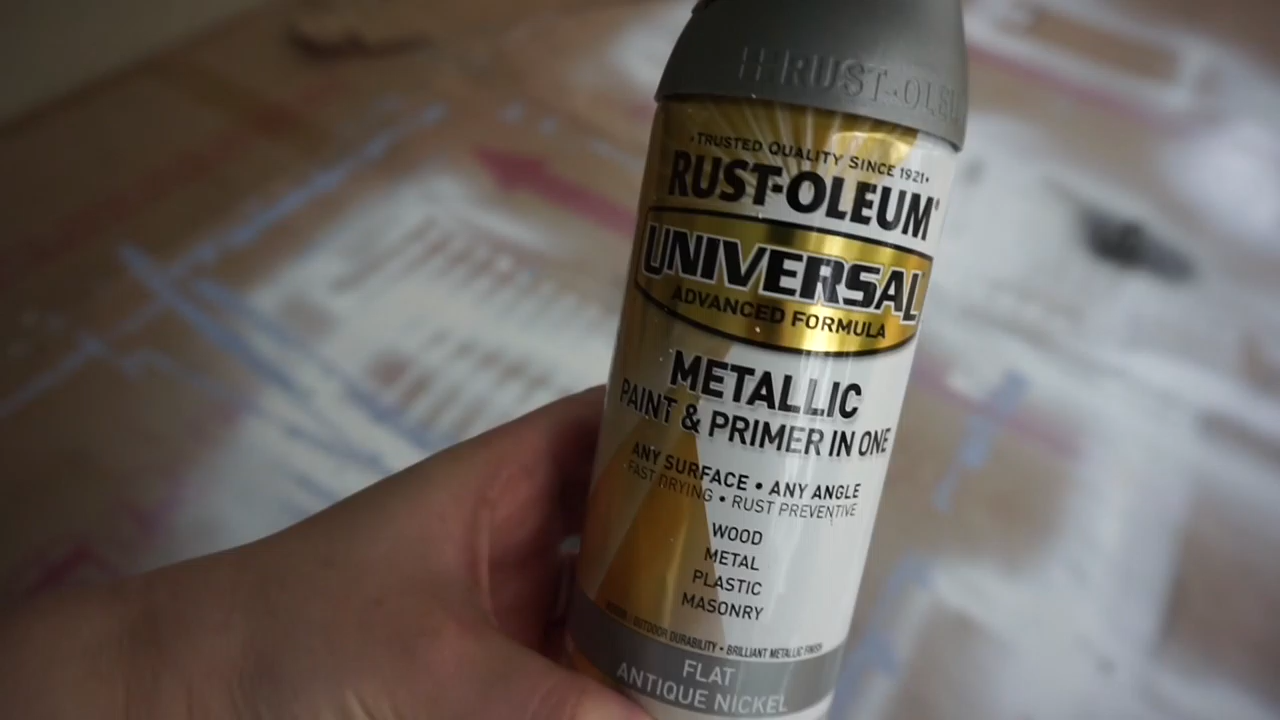 RUST-OLEU
• TRUSTED QUALITY SINCE 1921 •
RUST-OLEUM®
UNIVERSAL
ADVANCED FORMULA
METALLIC
PAINT & PRIMER IN ONE
ANY SURFACE • ANY ANGLE
FAST DRYING • RUST PREVENTIVE
WOOD
METAL
PLASTIC
MASONRY
OUTDOOR DURABILITY • BRILLIANT METALLIC FINISH
FLAT
ANTIQUE NICKEL